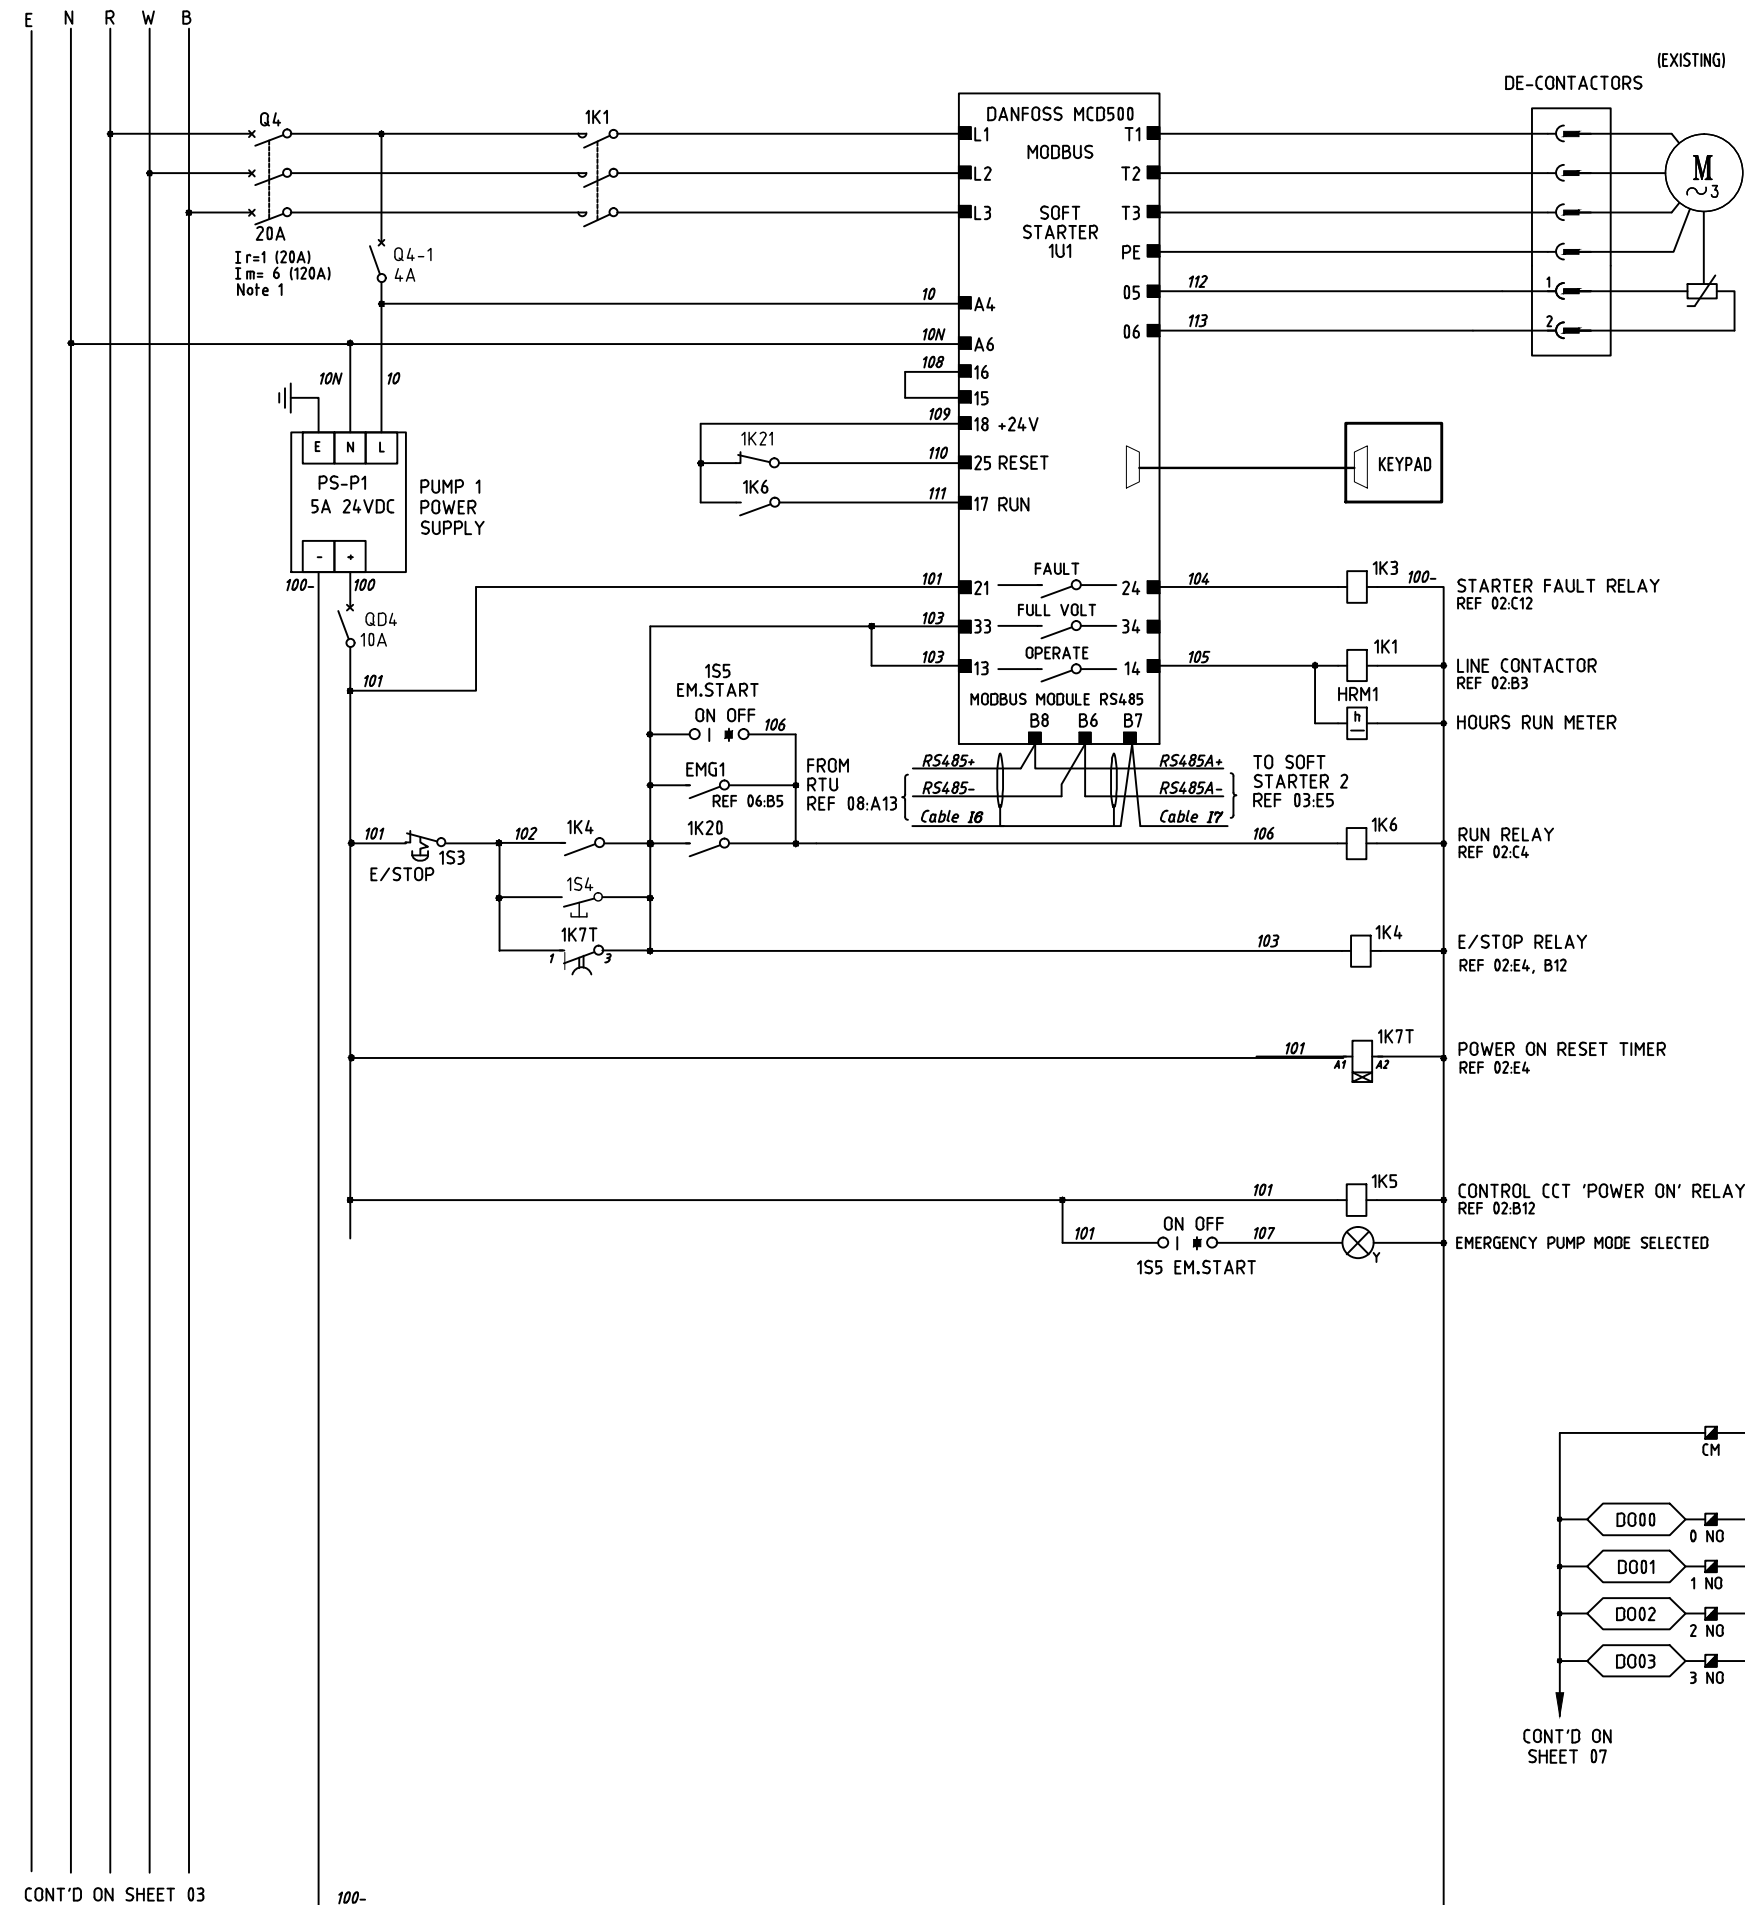 E N R W B
(EXISTING)
DE-CONTACTORS
Q4
1K1
DANFOSS MCD500
L1
T1
MODBUS
L2
T2
M
3
L3
SOFT
T3
20A
STARTER
1U1
PE
Ir=1 (20A)
Im= 6 (120A)
Note 1
Q4-1
4A
10
A4
05
112
1
10N
A6
06
113
2
108
16
15
10N
10
109
18 +24V
1K21
110
25 RESET
KEYPAD
E N L
PS-P1
5A 24VDC
PUMP 1
POWER
SUPPLY
1K6
111
17 RUN
- +
100-
100
101
21
FAULT
24
104
1K3
100-
STARTER FAULT RELAY
REF 02:C12
QD4
10A
103
33
FULL VOLT
34
103
13
OPERATE
14
105
1K1
LINE CONTACTOR
REF 02:B3
101
1S5
EM.START
ON OFF
106
MODBUS MODULE RS485
B8 B6 B7
HRM1
h
HOURS RUN METER
EMG1
REF 06:B5
FROM
RTU
REF 08:A13
RS485+
RS485-
Cable I6
RS485A+
RS485A-
Cable I7
TO SOFT
STARTER 2
REF 03:E5
101
1S3
E/STOP
102
1K4
1K20
106
1K6
RUN RELAY
REF 02:C4
1S4
1K7T
1
3
103
1K4
E/STOP RELAY
REF 02:E4, B12
101
A1
A2
1K7T
POWER ON RESET TIMER
REF 02:E4
101
1K5
CONTROL CCT 'POWER ON' RELAY
REF 02:B12
101
ON OFF
107
Y
EMERGENCY PUMP MODE SELECTED
1S5 EM.START
CM
DO00
0 NO
DO01
1 NO
DO02
2 NO
DO03
3 NO
CONT'D ON
SHEET 07
CONT'D ON SHEET 03
100-